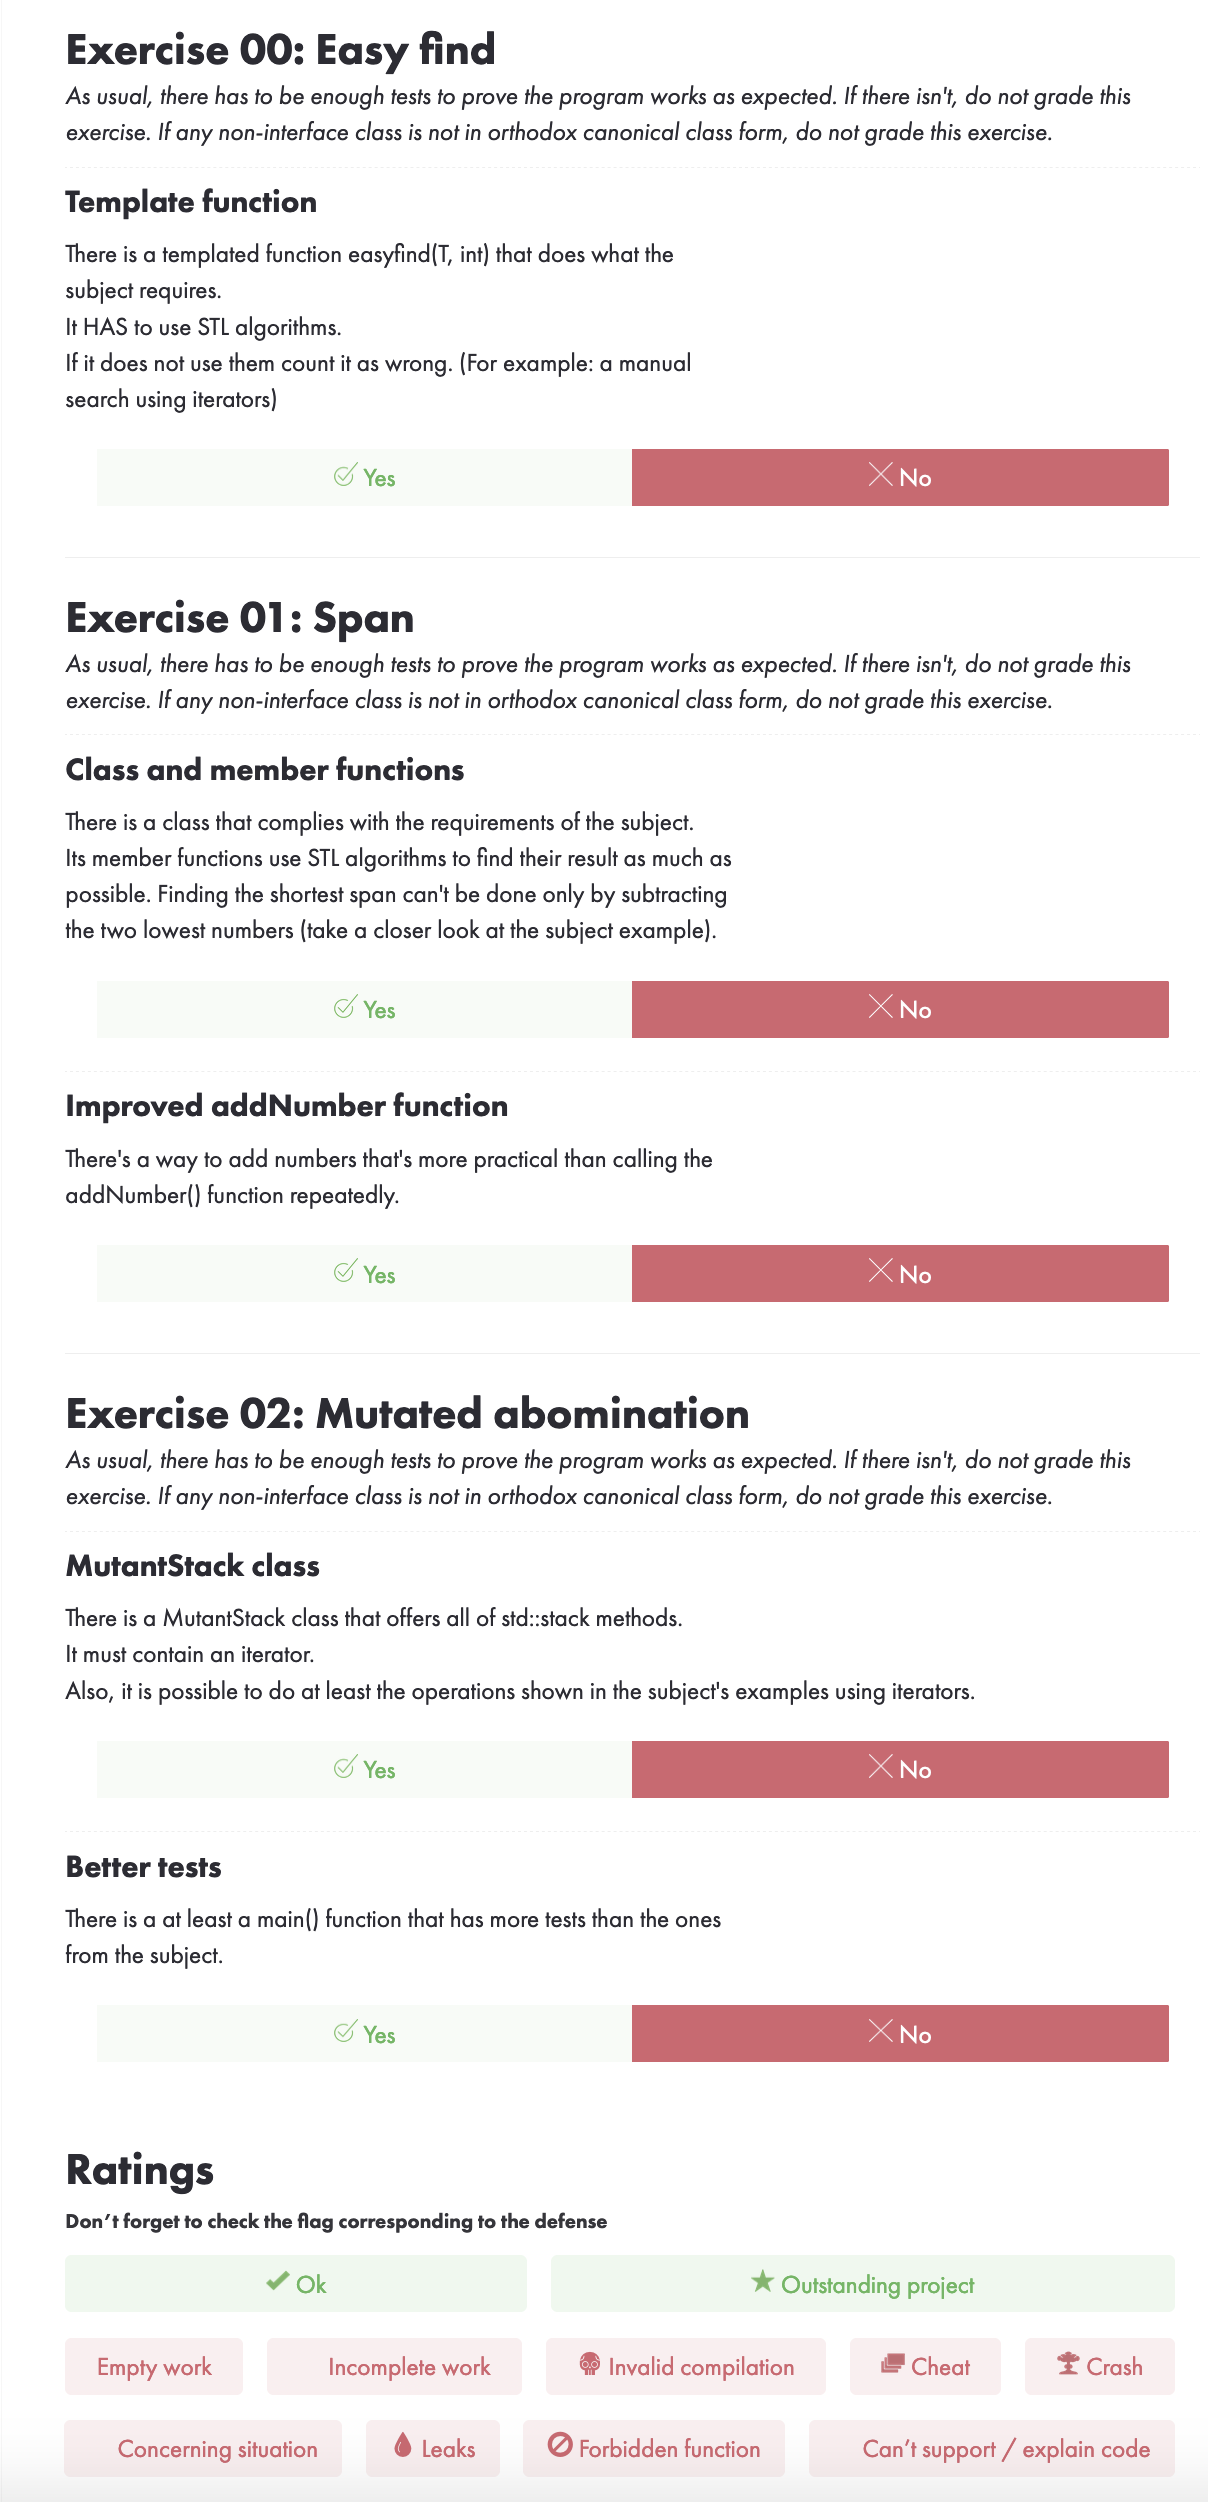 Exercise 00: Easy find
As usual, there has to be enough tests to prove the program works as expected. If there isn't, do not grade this
exercise. If any non-interface class is not in orthodox canonical class form, do not grade this exercise.
Template function
There is a templated function easyfind(T, int) that does what the
subject requires.
It HAS to use STL algorithms.
If it does not use them count it as wrong. (For example: a manual
search using iterators)
Yes No
Exercise 01: Span
As usual, there has to be enough tests to prove the program works as expected. If there isn't, do not grade this
exercise. If any non-interface class is not in orthodox canonical class form, do not grade this exercise.
Class and member functions
There is a class that complies with the requirements of the subject.
Its member functions use STL algorithms to find their result as much as
possible. Finding the shortest span can't be done only by subtracting
the two lowest numbers (take a closer look at the subject example).
Yes No
Improved addNumber function
There's a way to add numbers that's more practical than calling the
addNumber() function repeatedly.
Yes No
Exercise 02: Mutated abomination
As usual, there has to be enough tests to prove the program works as expected. If there isn't, do not grade this
exercise. If any non-interface class is not in orthodox canonical class form, do not grade this exercise.
MutantStack class
There is a MutantStack class that offers all of std::stack methods.
It must contain an iterator.
Also, it is possible to do at least the operations shown in the subject's examples using iterators.
Yes No
Better tests
There is a at least a main() function that has more tests than the ones
from the subject.
Yes No
Ratings
Don’t forget to check the flag corresponding to the defense
Ok Outstanding project
Empty work Incomplete work Invalid compilation Cheat Crash
Concerning situation Leaks Forbidden function Can’t support / explain code